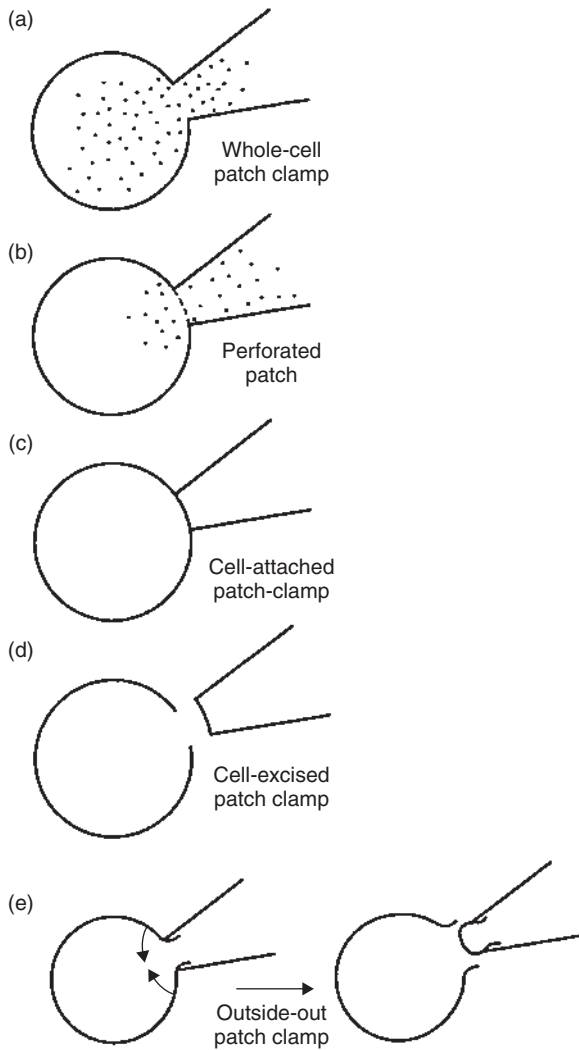 (a)
Whole-cell
patch clamp
(b)
Perforated
patch
(c)
Cell-attached
patch-clamp
(d)
Cell-excised
patch clamp
(e)
Outside-out
patch clamp